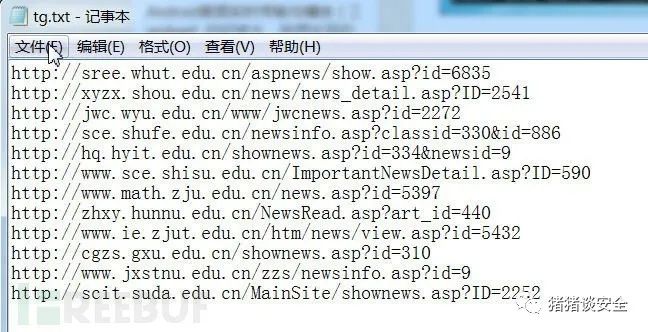 tg.txt - 记事本
文件(F) 编辑(E) 格式(O) 查看(V) 帮助(H)
http://sree.whut.edu.cn/aspnews/show.asp?id=6835
http://xyzx.shou.edu.cn/news/news_detail.asp?ID=2541
http://jwc.wyu.edu.cn/www/jwcnews.asp?id=2272
http://sce.shufe.edu.cn/newsinfo.asp?classid=330&id=886
http://hq.hyit.edu.cn/shownews.asp?=334&newsid=9
http://www.sce.shisu.edu.cn/ImportantNewsDetail.asp?ID=590
http://www.math.zju.edu.cn/news.asp?id=5397
http://zhxy.hunnu.edu.cn/NewsRead.asp?art_id=440
http://www.ie.zjut.edu.cn/htm/news/view.asp?id=5432
http://cgzs.gxu.edu.cn/shownews.asp?id=310
http://www.jxstnu.edu.cn/zzs/newsinfo.asp?id=9
http://scit.suda.edu.cn/MainSite/shownews.asp?ID=2252
REEBUF
猪猪谈安全